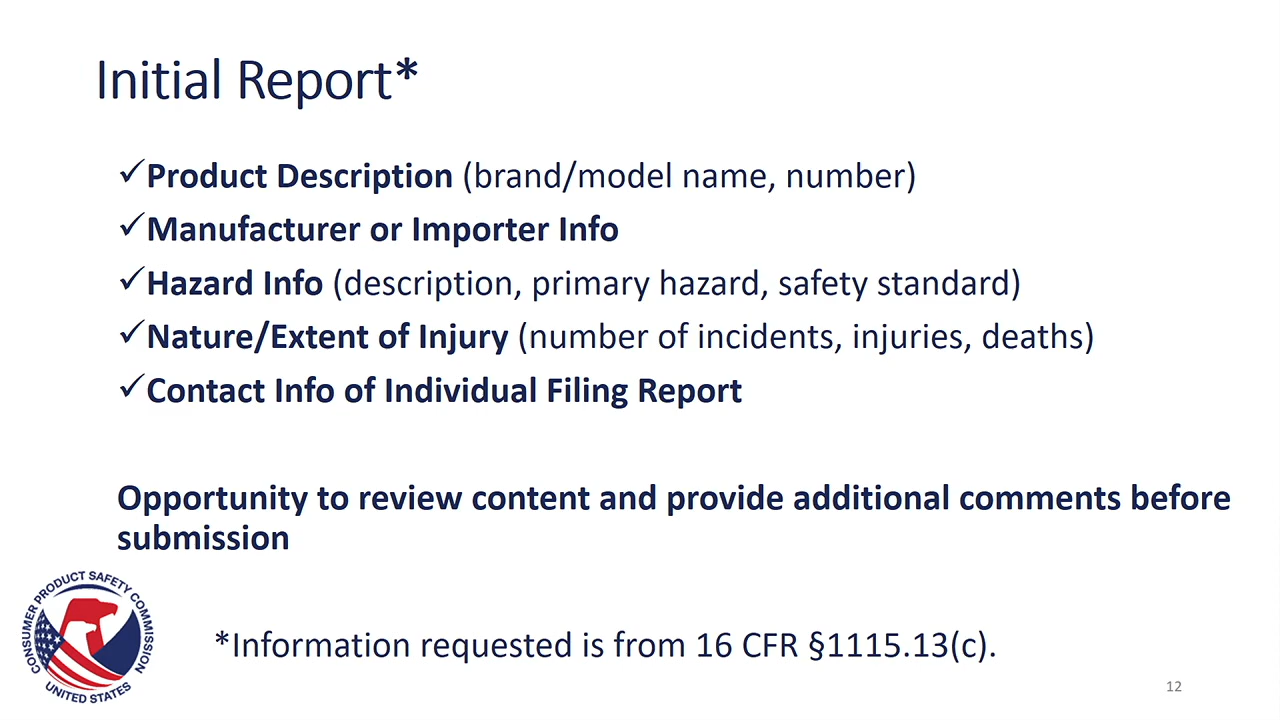 Initial Report*
✓Product Description (brand/model name, number)
✓Manufacturer or Importer Info
✓Hazard Info (description, primary hazard, safety standard)
✓Nature/Extent of Injury (number of incidents, injuries, deaths)
✓Contact Info of Individual Filing Report
Opportunity to review content and provide additional comments before
submission
CONSUMER PRODUCT SAFETY COMMISSION
UNITED STATES
*Information requested is from 16 CFR §1115.13(c).
12